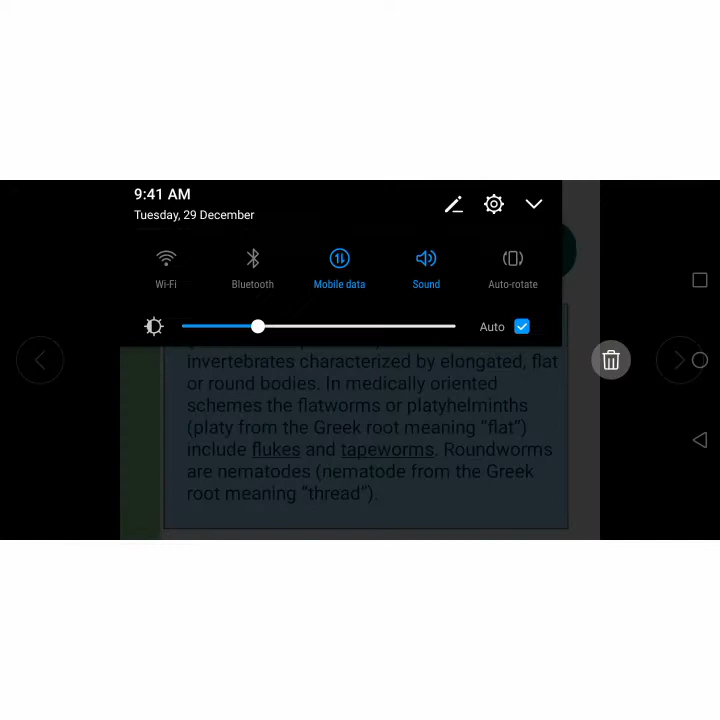 9:41 AM
Tuesday, 29 December
Wi-Fi
Bluetooth
Mobile data
Sound
Auto-rotate
Auto
invertebrates characterized by elongated, flat
or round bodies. In medically oriented
schemes the flatworms or platyhelminths
(platy from the Greek root meaning “flat”)
include flukes and tapeworms. Roundworms
are nematodes (nematode from the Greek
root meaning “thread”).